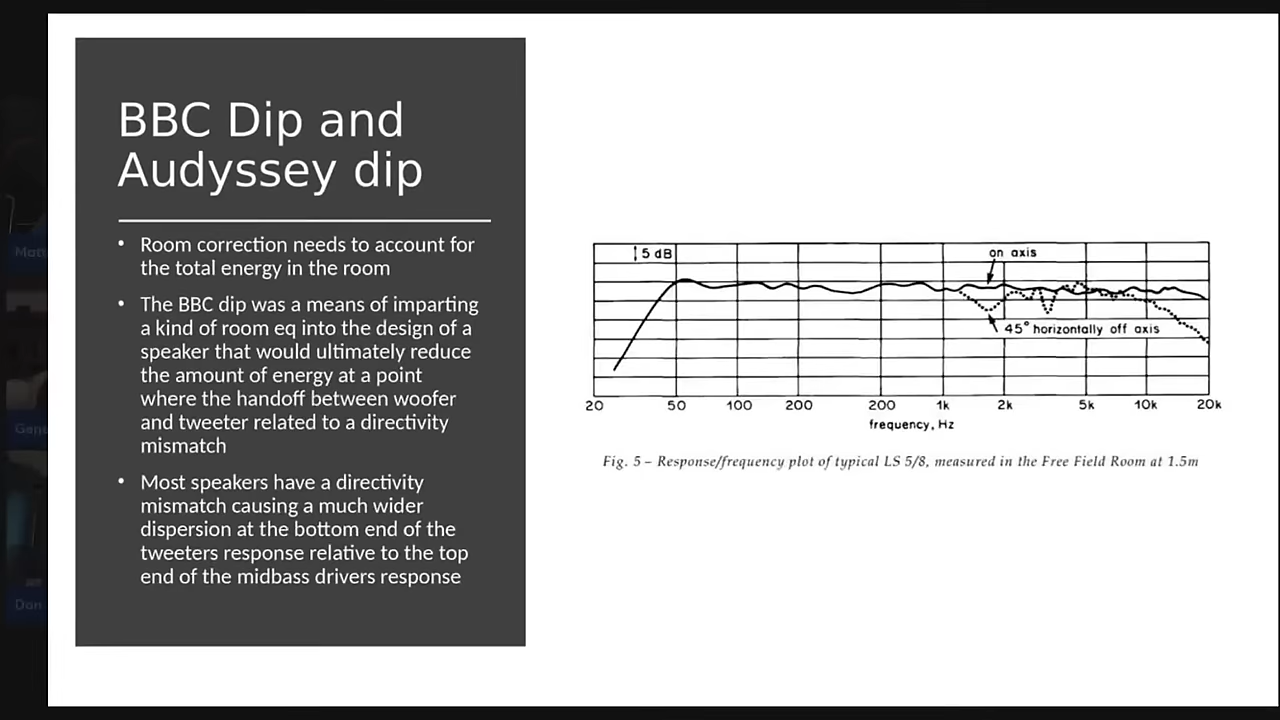 BBC Dip and
Audyssey dip
• Room correction needs to account for
the total energy in the room
• The BBC dip was a means of imparting
a kind of room eq into the design of a
speaker that would ultimately reduce
the amount of energy at a point
where the handoff between woofer
and tweeter related to a directivity
mismatch
• Most speakers have a directivity
mismatch causing a much wider
dispersion at the bottom end of the
tweeters response relative to the top
end of the midbass drivers response
5 dB
on axis
45° horizontally off axis
20 50 100 200 200 1k 2k 5k 10k 20k
frequency, Hz
Fig. 5 – Response/frequency plot of typical LS 5/8, measured in the Free Field Room at 1.5m
Dan